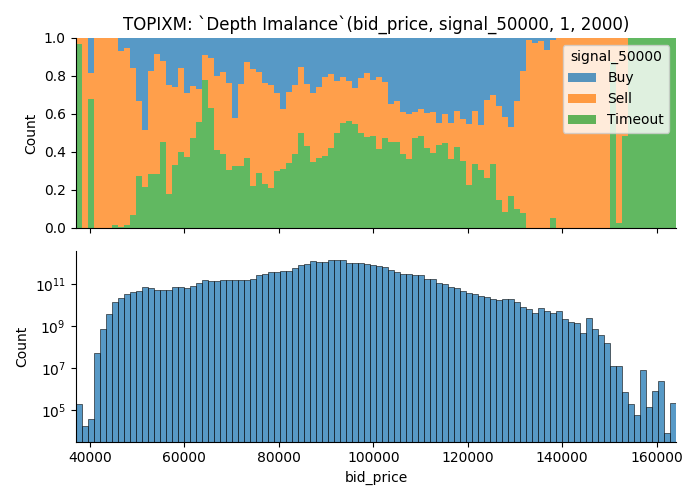 TOPIXM: `Depth Imalance`(bid_price, signal_50000, 1, 2000)
1.0
0.8
0.6
0.4
0.2
0.0
Count
signal_50000
Buy
Sell
Timeout
10^11
10^9
10^7
10^5
Count
40000 60000 80000 100000 120000 140000 160000
bid_price